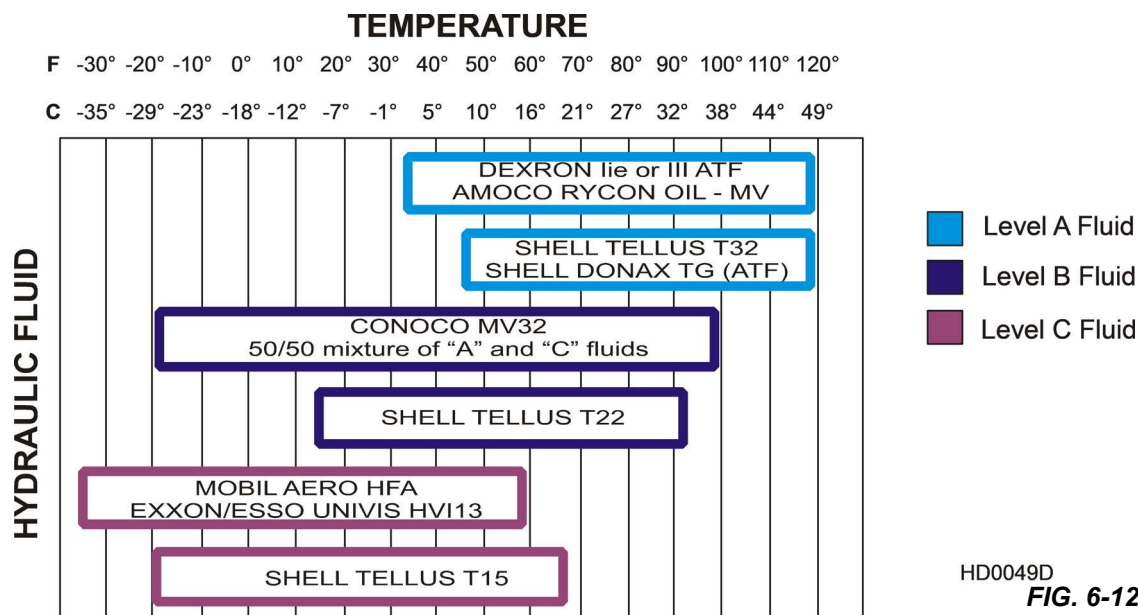 TEMPERATURE
F -30° -20° -10° 0° 10° 20° 30° 40° 50° 60° 70° 80° 90° 100° 110° 120°
C -35° -29° -23° -18° -12° -7° -1° 5° 10° 16° 21° 27° 32° 38° 44° 49°
HYDRAULIC FLUID
DEXRON Iie or III ATF
AMOCO RYCON OIL - MV
SHELL TELLUS T32
SHELL DONAX TG (ATF)
CONOCO MV32
50/50 mixture of “A” and “C” fluids
SHELL TELLUS T22
MOBIL AERO HFA
EXXON/ESSO UNIVIS HVI13
SHELL TELLUS T15
Level A Fluid
Level B Fluid
Level C Fluid
HD0049D
FIG. 6-12